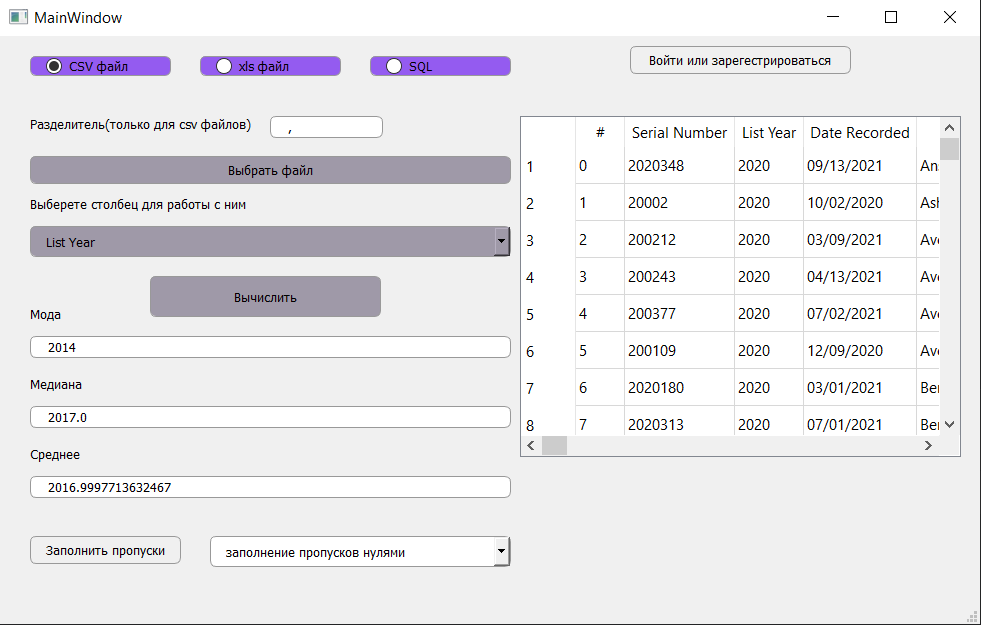 MainWindow
CSV файл xls файл SQL Войти или зарегестрироваться
Разделитель(только для csv файлов) ,
Выбрать файл
Выберете столбец для работы с ним
List Year
Вычислить
Мода
2014
Медиана
2017.0
Среднее
2016.9997713632467
Заполнить пропуски заполнение пропусков нулями
# Serial Number List Year Date Recorded
1 0 2020348 2020 09/13/2021 An
2 1 20002 2020 10/02/2020 Ash
3 2 200212 2020 03/09/2021 Avo
4 3 200243 2020 04/13/2021 Avo
5 4 200377 2020 07/02/2021 Avo
6 5 200109 2020 12/09/2020 Avo
7 6 2020180 2020 03/01/2021 Ber
8 7 2020313 2020 07/01/2021 Ber